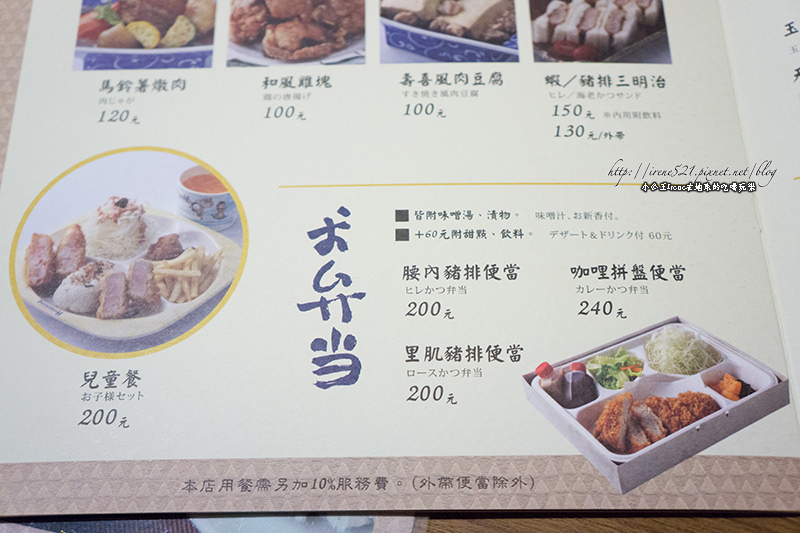 馬鈴薯燉肉
肉じゃが
120元
和風雞塊
鶏の唐揚げ
100元
壽喜風肉豆腐
すき焼き風肉豆腐
100元
蝦／豬排三明治
ヒレ／海老かつサンド
150元 ※內用附飲料
130元/外帶
http://irene521.pixnet.net/blog
玉
五
お弁当
■皆附味噌湯、漬物。 味噌汁、お新香付。
■＋60元附甜點、飲料。 デザート＆ドリンク付 60元
腰內豬排便當
ヒレかつ弁当
200元
咖哩拼盤便當
カレーかつ弁当
240元
里肌豬排便當
ロースかつ弁当
200元
兒童餐
お子様セット
200元
本店用餐需另加10%服務費。(外帶便當除外)